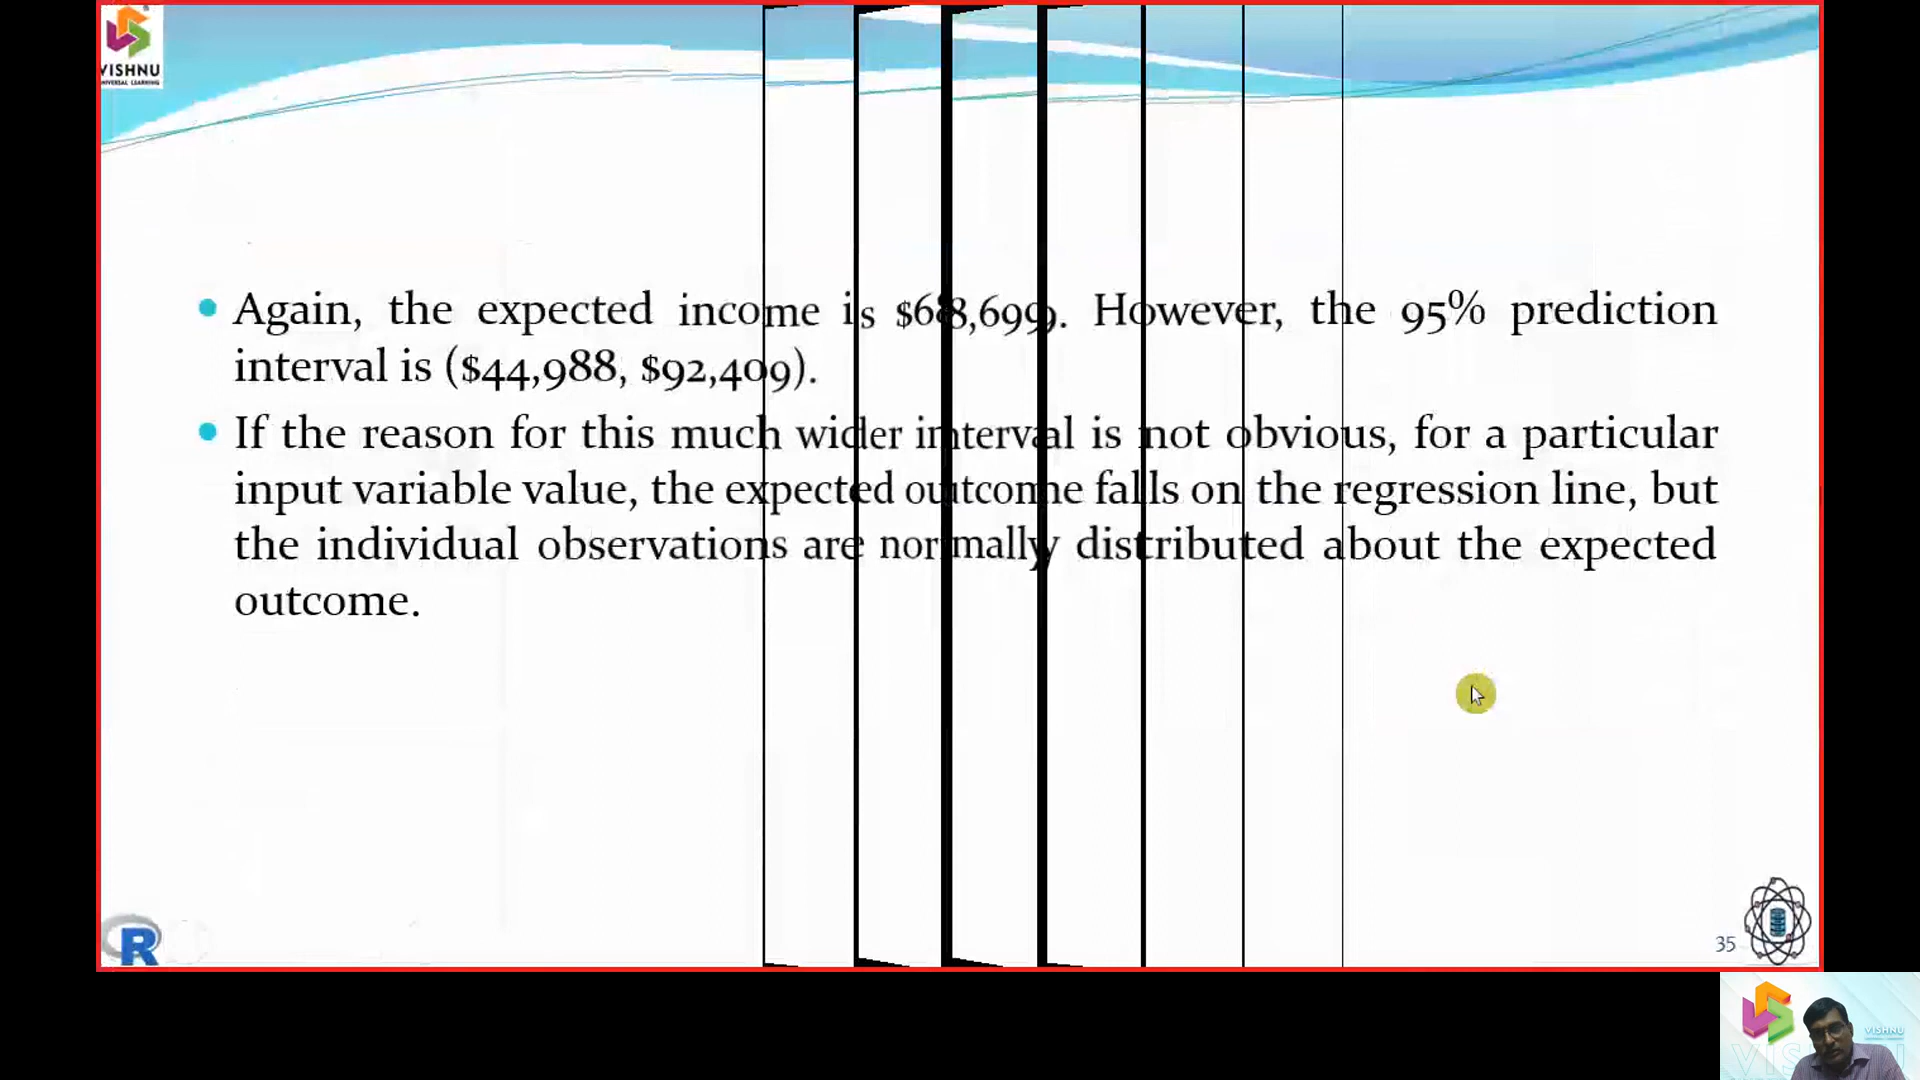 VISHNU
UNIVERSAL LEARNING
Again, the expected income is $68,699. However, the 95% prediction
interval is ($44,988, $92,409).
If the reason for this much wider interval is not obvious, for a particular
input variable value, the expected outcome falls on the regression line, but
the individual observations are normally distributed about the expected
outcome.
R
35
VISHNU